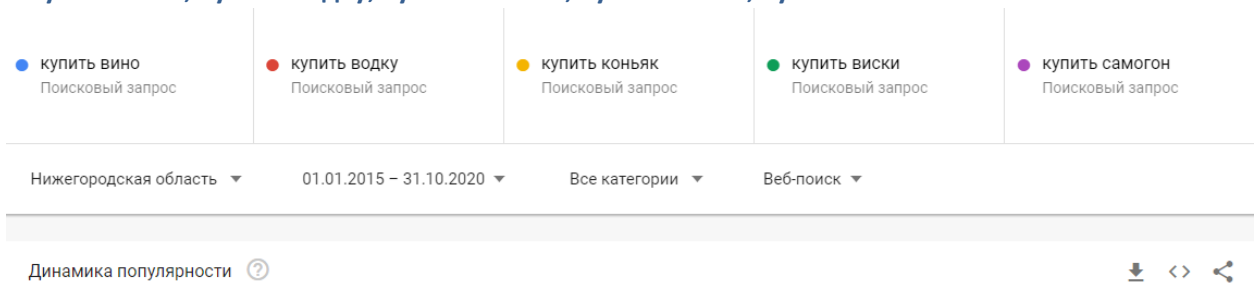 купить вино
купить водку
купить коньяк
купить виски
купить самогон
Поисковый запрос
Поисковый запрос
Поисковый запрос
Поисковый запрос
Поисковый запрос
Нижегородская область
01.01.2015 – 31.10.2020
Все категории
Веб-поиск
Динамика популярности